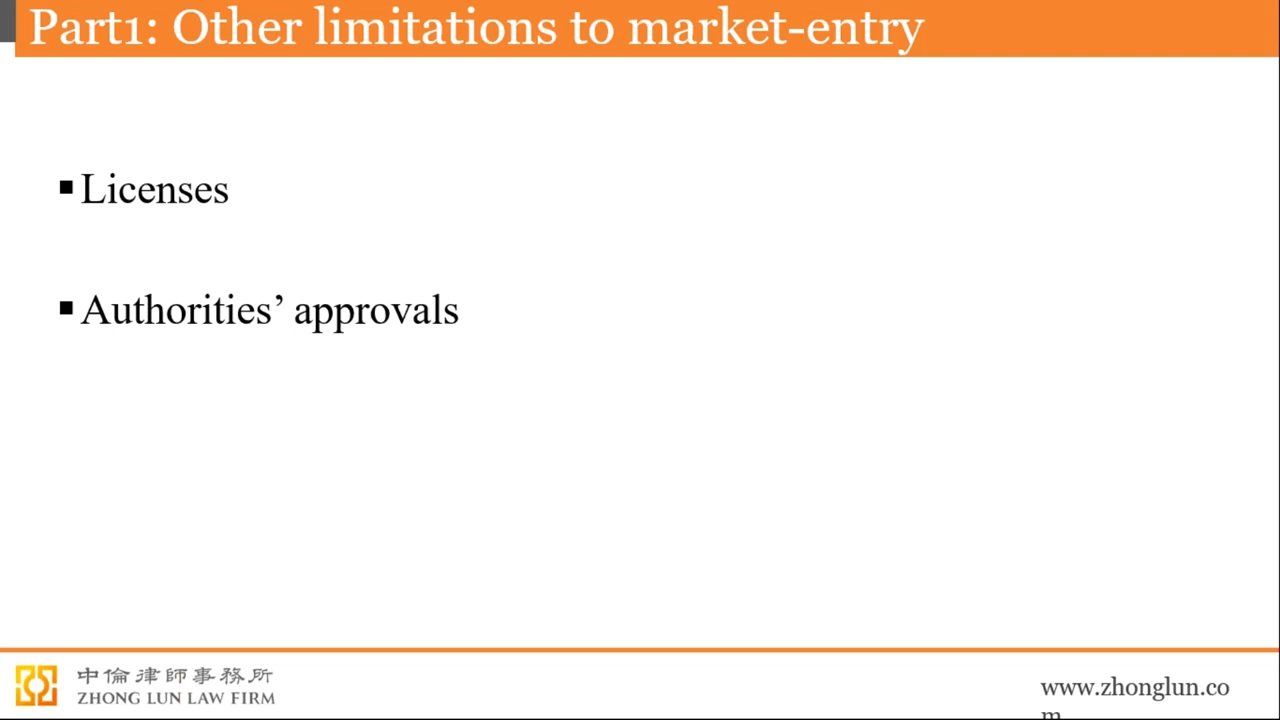 Part1: Other limitations to market-entry
▪Licenses
▪Authorities’ approvals
中倫律師事務所
ZHONG LUN LAW FIRM
www.zhonglun.co
m